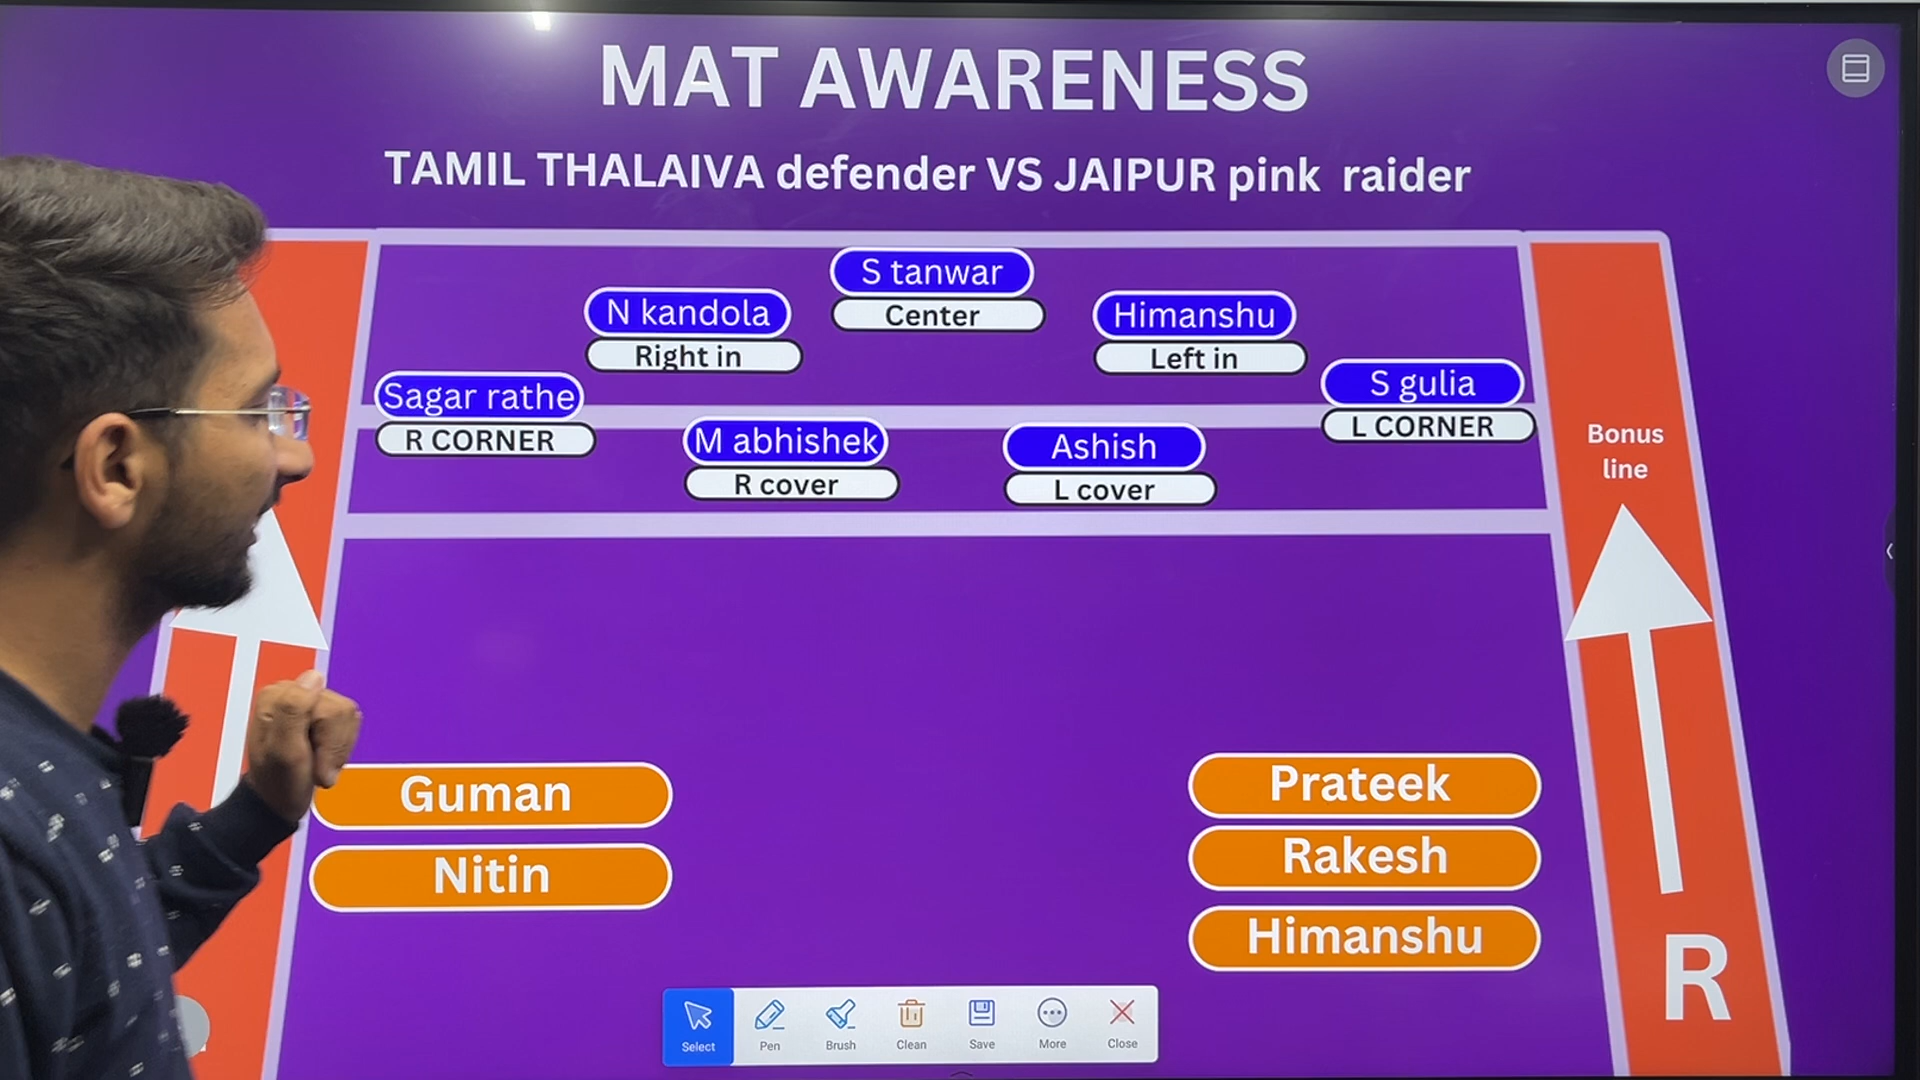 MAT AWARENESS
TAMIL THALAIVA defender VS JAIPUR pink raider
S tanwar
Center
N kandola
Right in
Himanshu
Left in
Sagar rathe
R CORNER
S gulia
L CORNER
M abhishek
R cover
Ashish
L cover
Bonus
line
Guman
Nitin
Prateek
Rakesh
Himanshu
R
Select
Pen
Brush
Clean
Save
More
Close